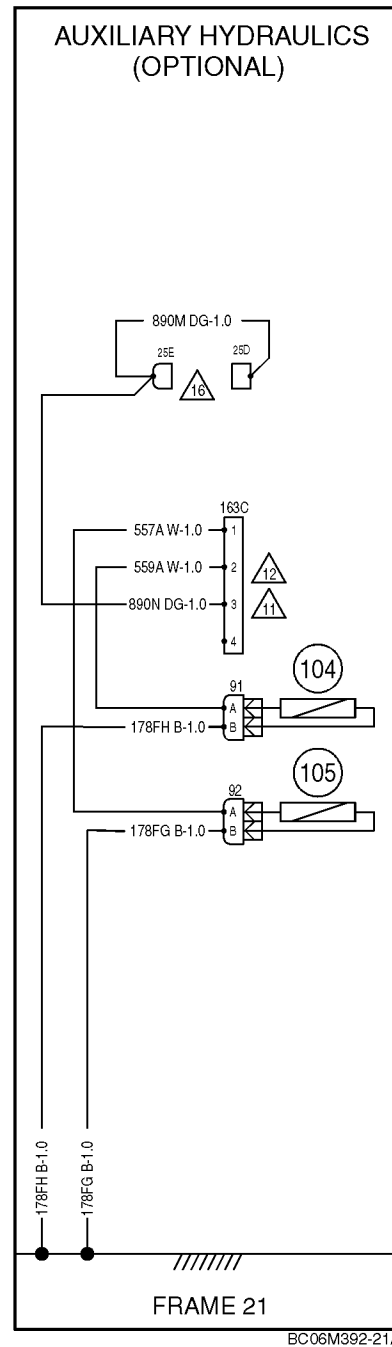 AUXILIARY HYDRAULICS
(OPTIONAL)
890M DG-1.0
25E
25D
16
163C
557A W-1.0
1
559A W-1.0
2
12
890N DG-1.0
3
11
4
104
91
A
178FH B-1.0
B
105
92
A
178FG B-1.0
B
178FH B-1.0
178FG B-1.0
FRAME 21